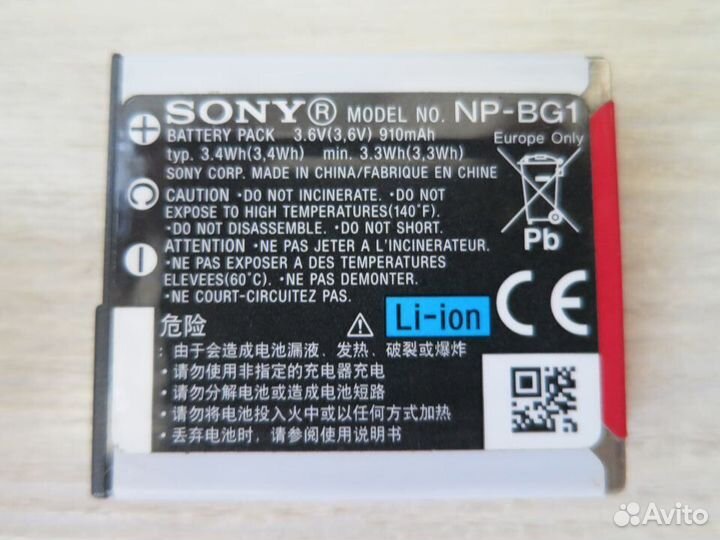 SONY® MODEL NO. NP-BG1
BATTERY PACK 3.6V(3,6V) 910mAh
typ. 3.4Wh(3,4Wh) min. 3.3Wh(3,3Wh)
SONY CORP. MADE IN CHINA/FABRIQUE EN CHINE
Europe Only
Pb
+
C
−
CAUTION •DO NOT INCINERATE. •DO NOT
EXPOSE TO HIGH TEMPERATURES(140°F).
•DO NOT DISASSEMBLE. •DO NOT SHORT.
ATTENTION •NE PAS JETER A L'INCINERATEUR.
•NE PAS EXPOSER A DES TEMPERATURES
ELEVEES(60°C) •NE PAS DEMONTER.
•NE COURT-CIRCUITEZ PAS.
Li-ion
CE
危险
•由于会造成电池漏液、发热、破裂或爆炸
•请勿使用非指定的充电器充电
•请勿分解电池或造成电池短路
•请勿将电池投入火中或以任何方式加热
•丢弃电池时,请参阅使用说明书
Avito